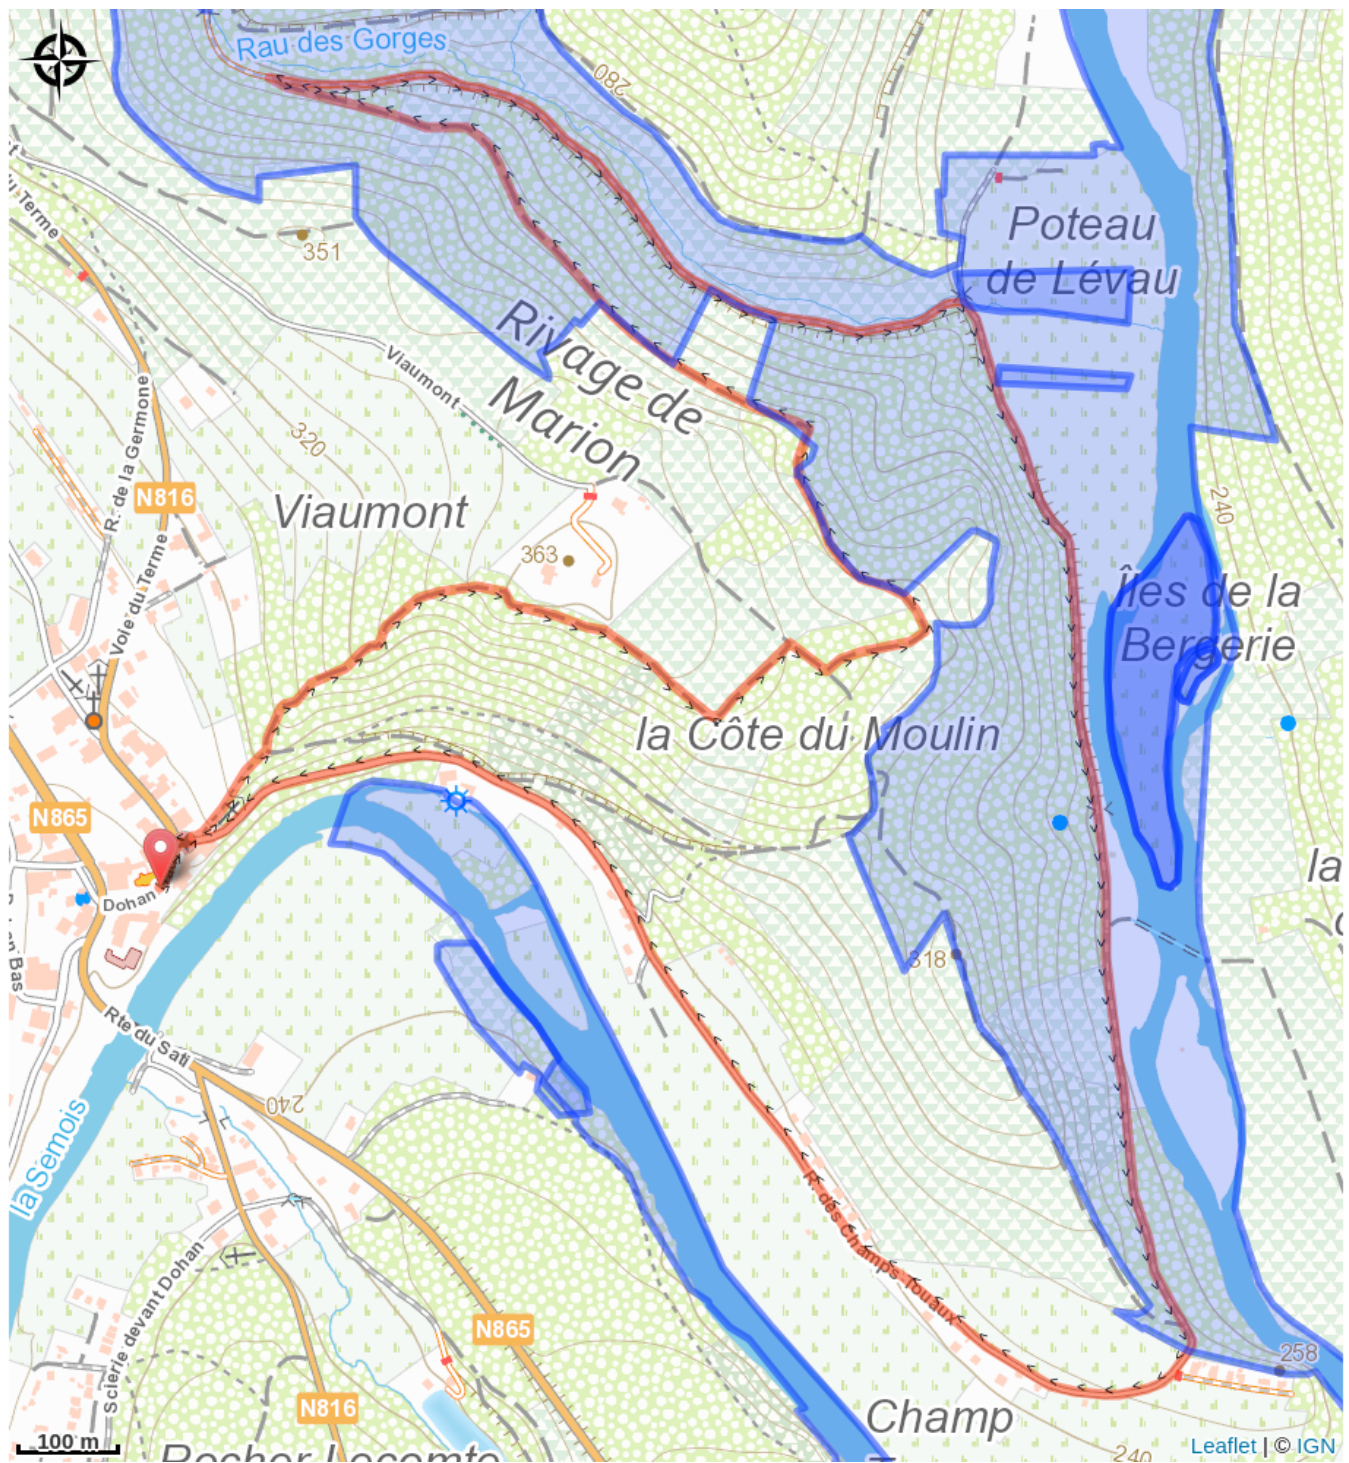 Rau des Gorges
280
Poteau
de Lévau
351
Rivage de
Marion
Viaumont
R. de la Germone
320
N816
Viaumont
363
240
Voie du Terme
Îles de la
Bergerie
la Côte du Moulin
N865
Dohan
318
la
Rte du Sati
240
la Semois
R. des Champs Touaux
Scierie devant Dohan
N865
258
N816
Champ
100 m
Rocher Lecomte
240
Leaflet | © IGN